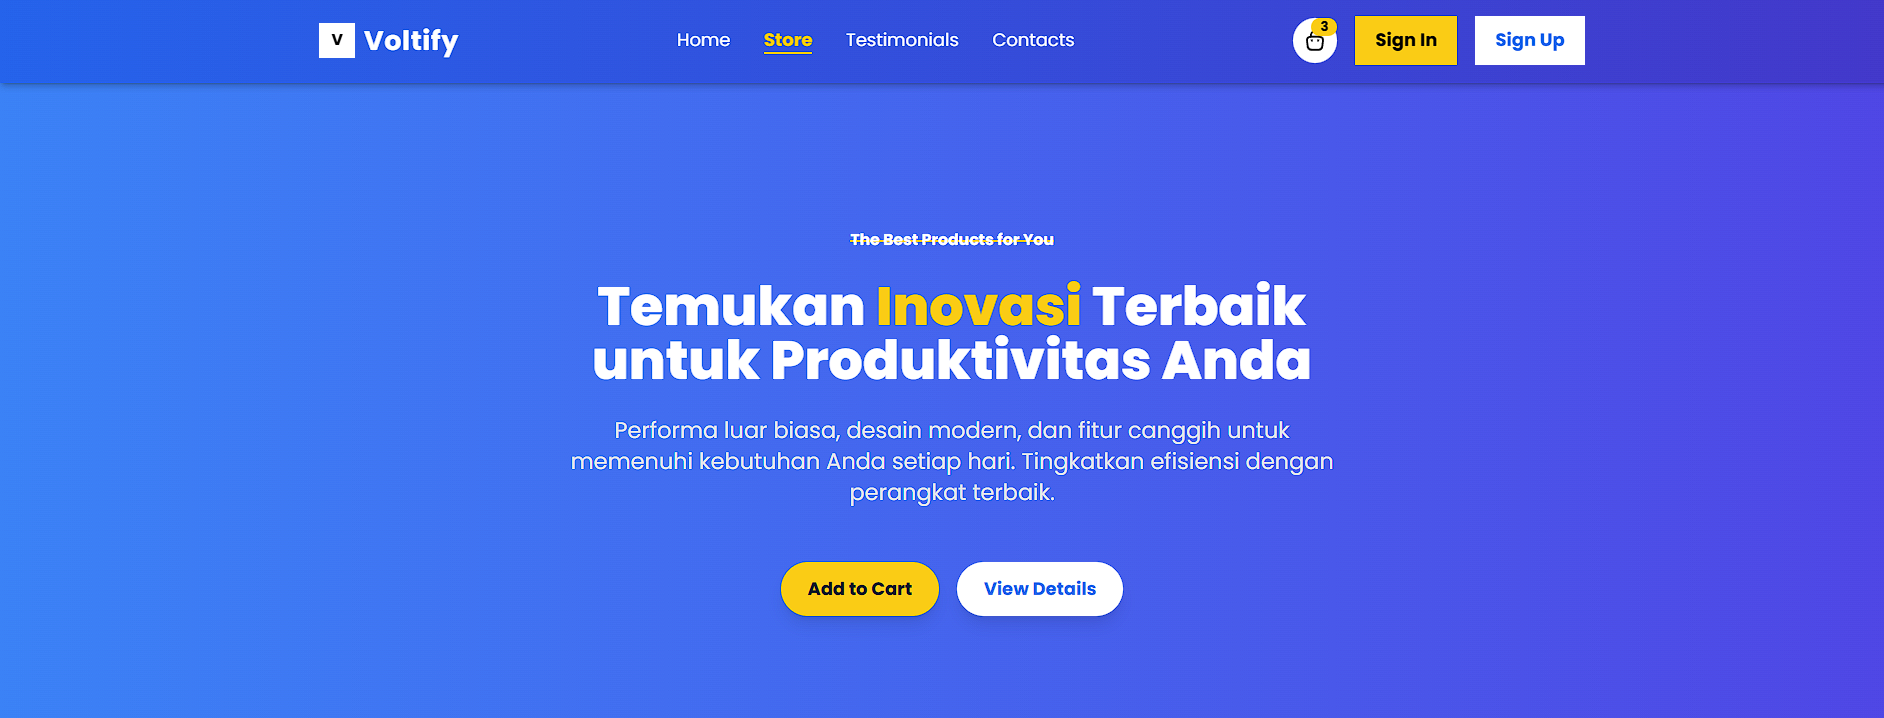 V Voltify
Home Store Testimonials Contacts
3
Sign In Sign Up
The Best Products for You
Temukan Inovasi Terbaik
untuk Produktivitas Anda
Performa luar biasa, desain modern, dan fitur canggih untuk
memenuhi kebutuhan Anda setiap hari. Tingkatkan efisiensi dengan
perangkat terbaik.
Add to Cart View Details